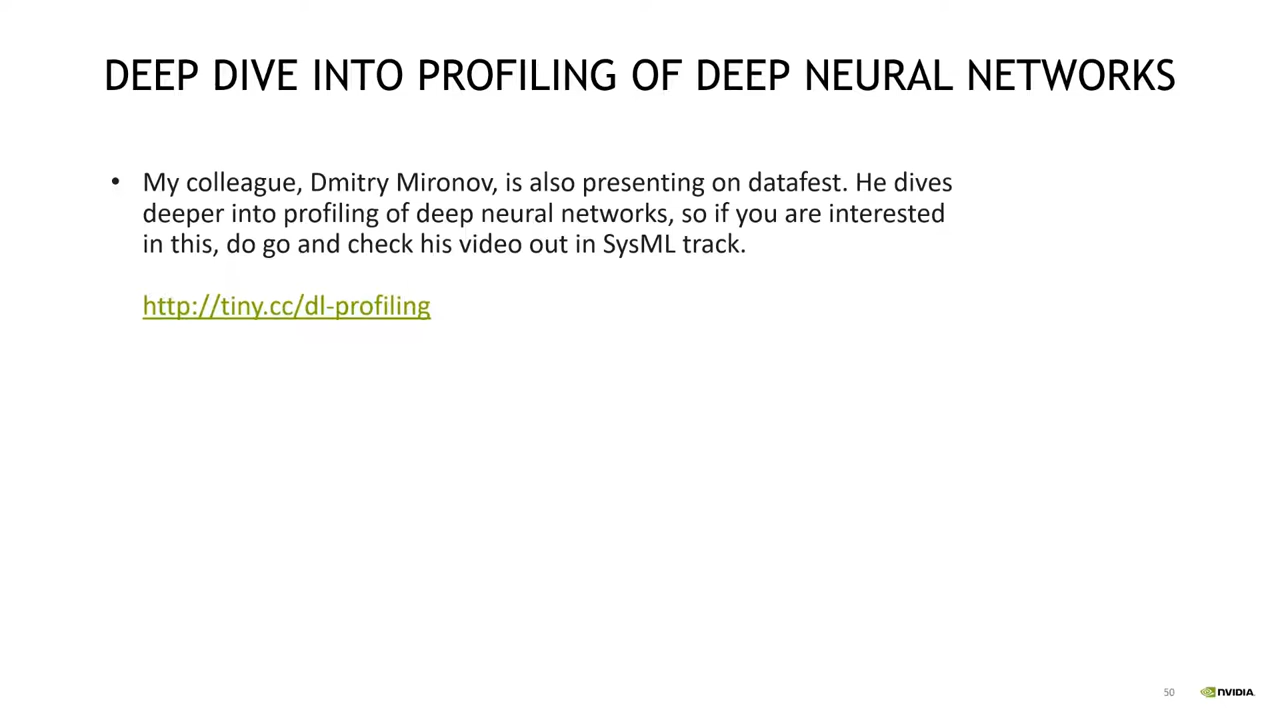 DEEP DIVE INTO PROFILING OF DEEP NEURAL NETWORKS
• My colleague, Dmitry Mironov, is also presenting on datafest. He dives
deeper into profiling of deep neural networks, so if you are interested
in this, do go and check his video out in SysML track.
http://tiny.cc/dl-profiling
50 NVIDIA.